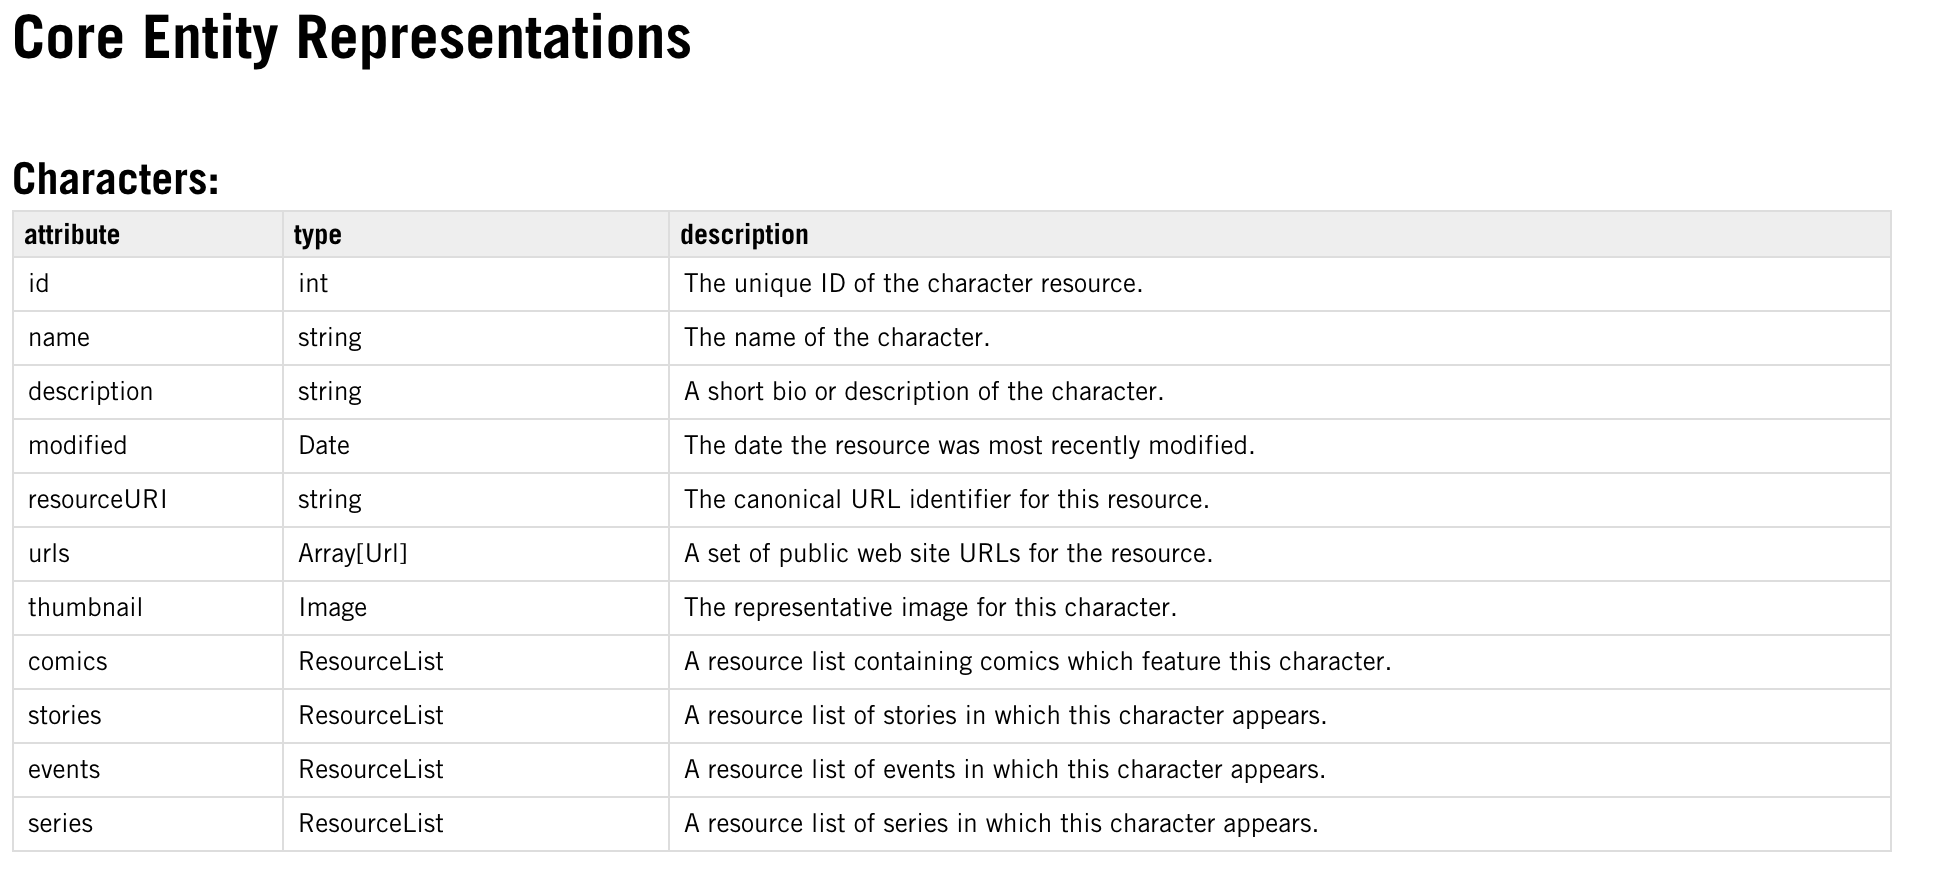 Core Entity Representations
Characters:
attribute type description
id int The unique ID of the character resource.
name string The name of the character.
description string A short bio or description of the character.
modified Date The date the resource was most recently modified.
resourceURI string The canonical URL identifier for this resource.
urls Array[Url] A set of public web site URLs for the resource.
thumbnail Image The representative image for this character.
comics ResourceList A resource list containing comics which feature this character.
stories ResourceList A resource list of stories in which this character appears.
events ResourceList A resource list of events in which this character appears.
series ResourceList A resource list of series in which this character appears.